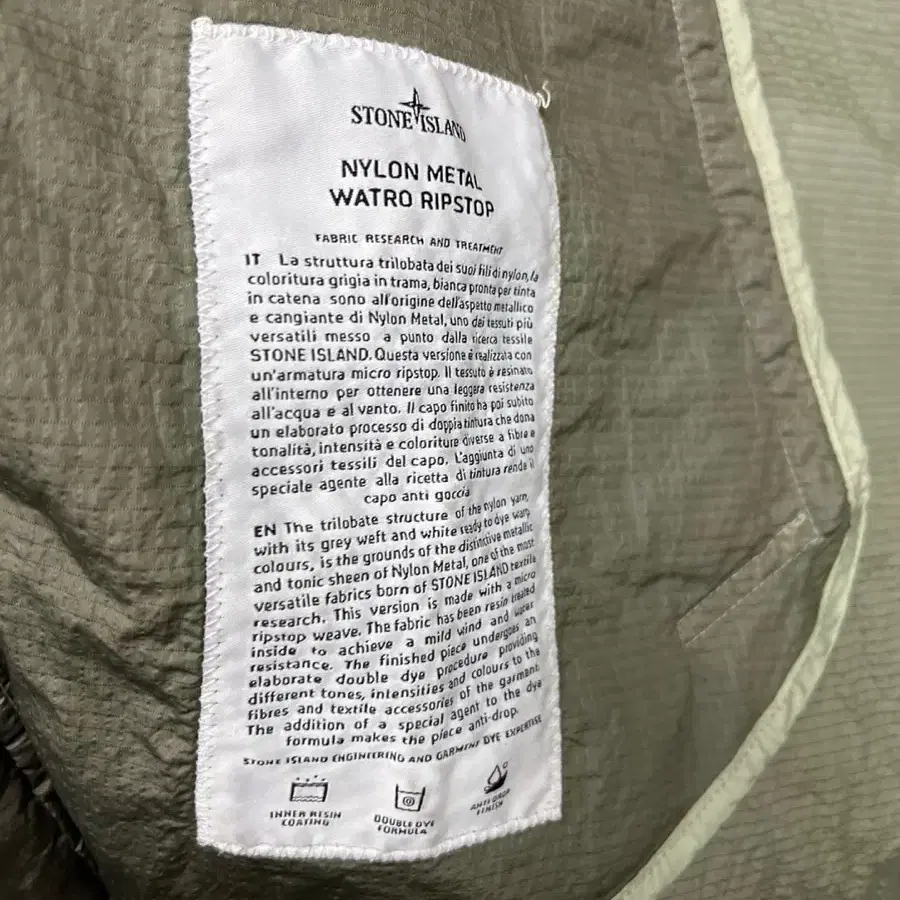 STONE ISLAND
NYLON METAL
WATRO RIPSTOP
FABRIC RESEARCH AND TREATMENT
IT La struttura trilobata dei suoi fili di nylon, la
coloritura grigia in trama, bianca pronta per tinta
in catena sono all'origine dell'aspetto metallico
e cangiante di Nylon Metal, uno dei tessuti più
versatili messo a punto dalla ricerca tessile
STONE ISLAND. Questa versione è realizzata con
un'armatura micro ripstop. Il tessuto è resinato
all'interno per ottenere una leggera resistenza
all'acqua e al vento. Il capo finito ha poi subito
un elaborato processo di doppia tintura che dona
tonalità, intensità e coloriture diverse a fibre e
accessori tessili del capo. L'aggiunta di uno
speciale agente alla ricetta di tintura rende il
capo anti goccia
EN The trilobate structure of the nylon yarn,
with its grey weft and white ready to dye warp
colours, is the grounds of the distinctive metallic
and tonic sheen of Nylon Metal, one of the most
versatile fabrics born of STONE ISLAND textile
research. This version is made with a micro
ripstop weave. The fabric has been resin treated
inside to achieve a mild wind and water
resistance. The finished piece undergoes an
elaborate double dye procedure providing
different tones, intensities and colours to the
fibres and textile accessories of the garment.
The addition of a special agent to the dye
formula makes the piece anti-drop.
STONE ISLAND ENGINEERING AND GARMENT DYE EXPERTISE
INNER RESIN
COATING
DOUBLE DYE
FORMULA
ANTI DROP
FINISH